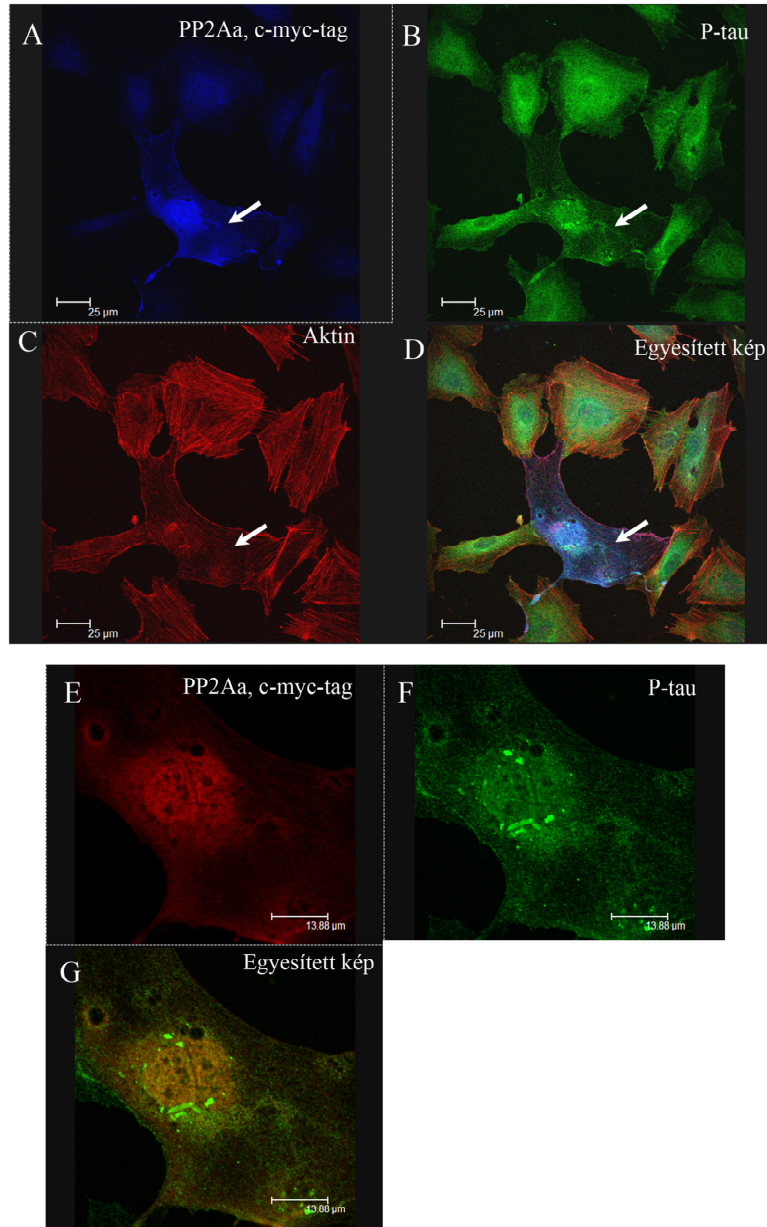 A
PP2Aa, c-myc-tag
25 µm
B
P-tau
25 µm
C
Aktin
25 µm
D
Egyesített kép
25 µm
E
PP2Aa, c-myc-tag
13.88 µm
F
P-tau
13.88 µm
G
Egyesített kép
13.88 µm